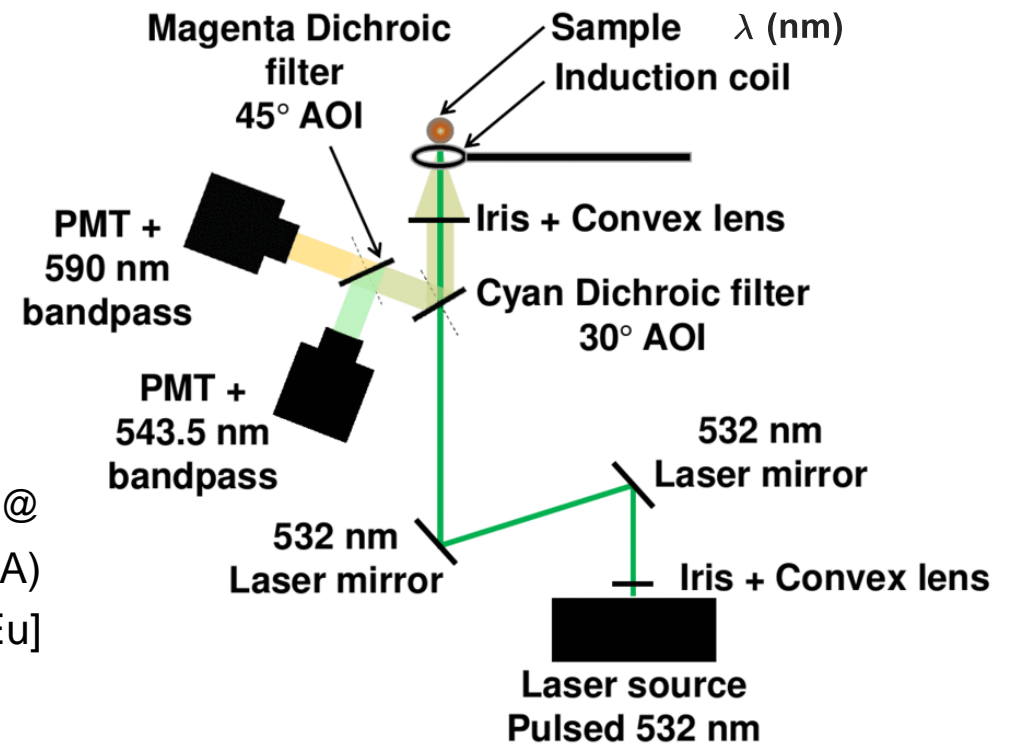 Magenta Dichroic
filter
45° AOI
Sample
λ (nm)
Induction coil
PMT +
590 nm
bandpass
Iris + Convex lens
Cyan Dichroic filter
30° AOI
PMT +
543.5 nm
bandpass
532 nm
Laser mirror
@
532 nm
Laser mirror
A)
Eu]
Iris + Convex lens
Laser source
Pulsed 532 nm